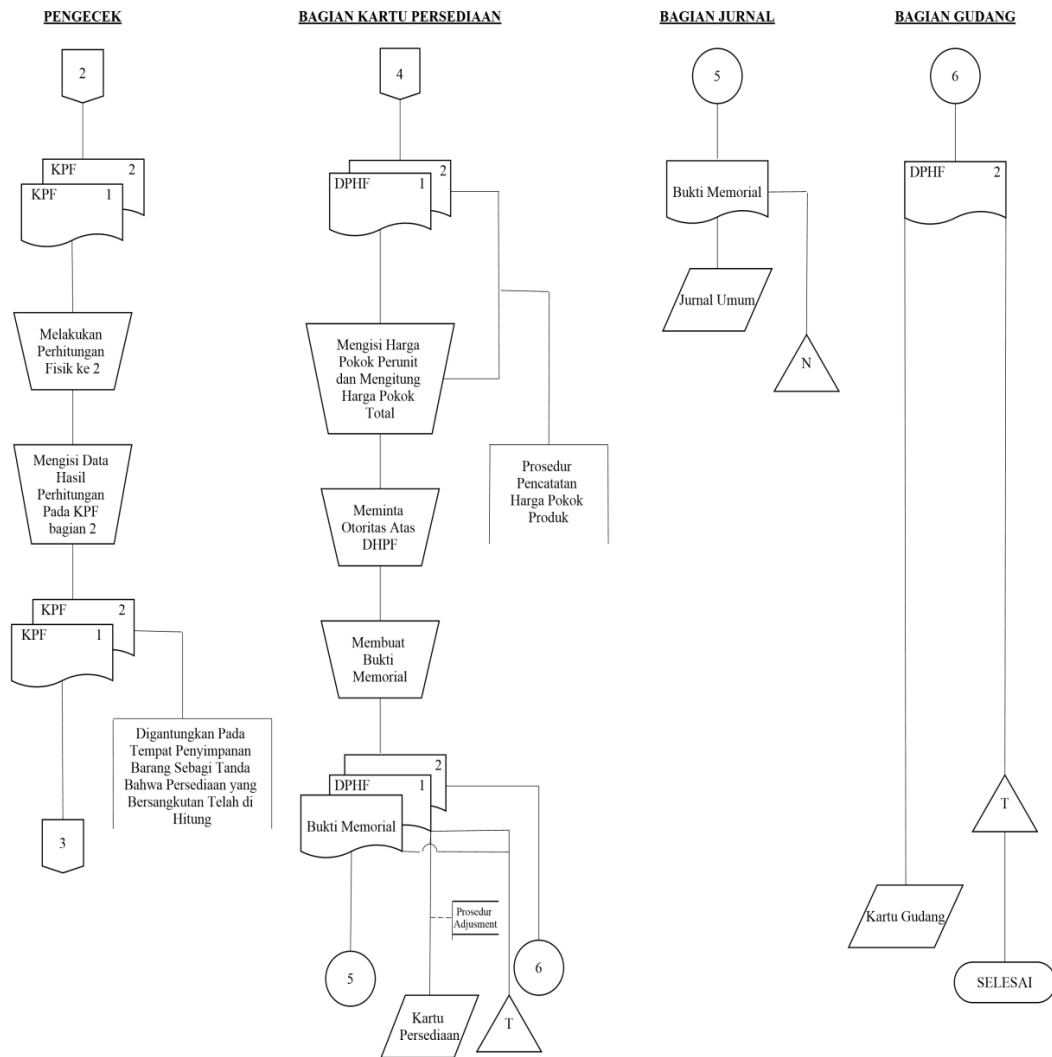 PENGECEK
2
KPF 2
KPF 1
Melakukan
Perhitungan
Fisik ke 2
Mengisi Data
Hasil
Perhitungan
Pada KPF
bagian 2
KPF 2
KPF 1
Digantungkan Pada
Tempat Penyimpanan
Barang Sebagi Tanda
Bahwa Persediaan yang
Bersangkutan Telah di
Hitung
3
BAGIAN KARTU PERSEDIAAN
4
2
DPHF 1
Mengisi Harga
Pokok Perunit
dan Mengitung
Harga Pokok
Total
Prosedur
Pencatatan
Harga Pokok
Produk
Meminta
Otoritas Atas
DHPF
Membuat
Bukti
Memorial
2
DPHF 1
Bukti Memorial
Prosedur
Adjusment
5
6
Kartu
Persediaan
T
BAGIAN JURNAL
5
Bukti Memorial
Jurnal Umum
N
BAGIAN GUDANG
6
DPHF 2
T
Kartu Gudang
SELESAI